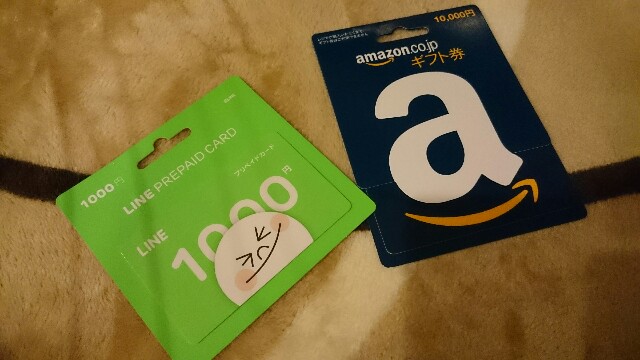 1000円
LINE PREPAID CARD
プリペイドカード
LINE
1000円
10,000円
amazon.co.jp
ギフト券
a